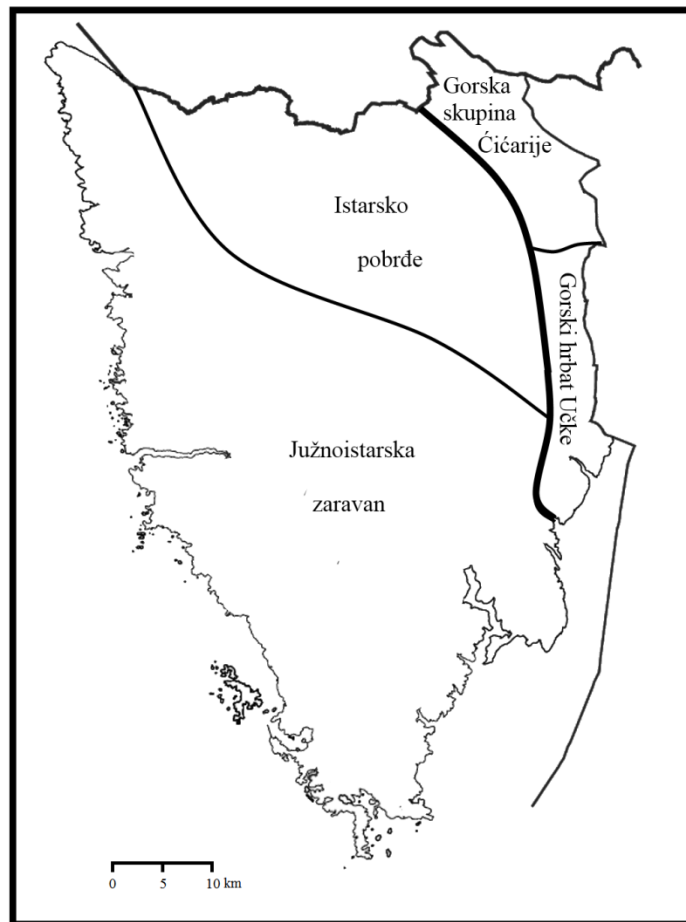 Gorska
skupina
Ćićarije
Istarsko
pobrđe
Gorski hrbat Učke
Južnoistarska
zaravan
0 5 10 km